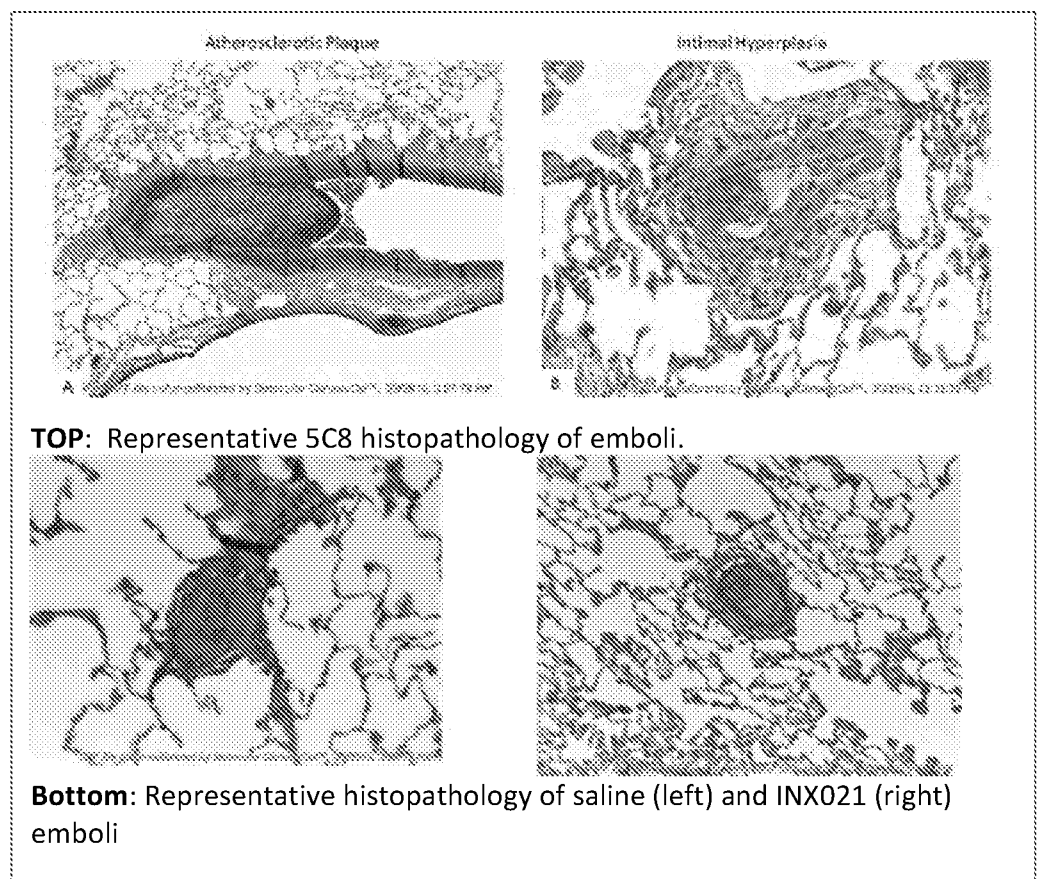 Atherosclerotic Plaque
Intimal Hyperplasia
A
B
TOP: Representative 5C8 histopathology of emboli.
Bottom: Representative histopathology of saline (left) and INX021 (right)
emboli